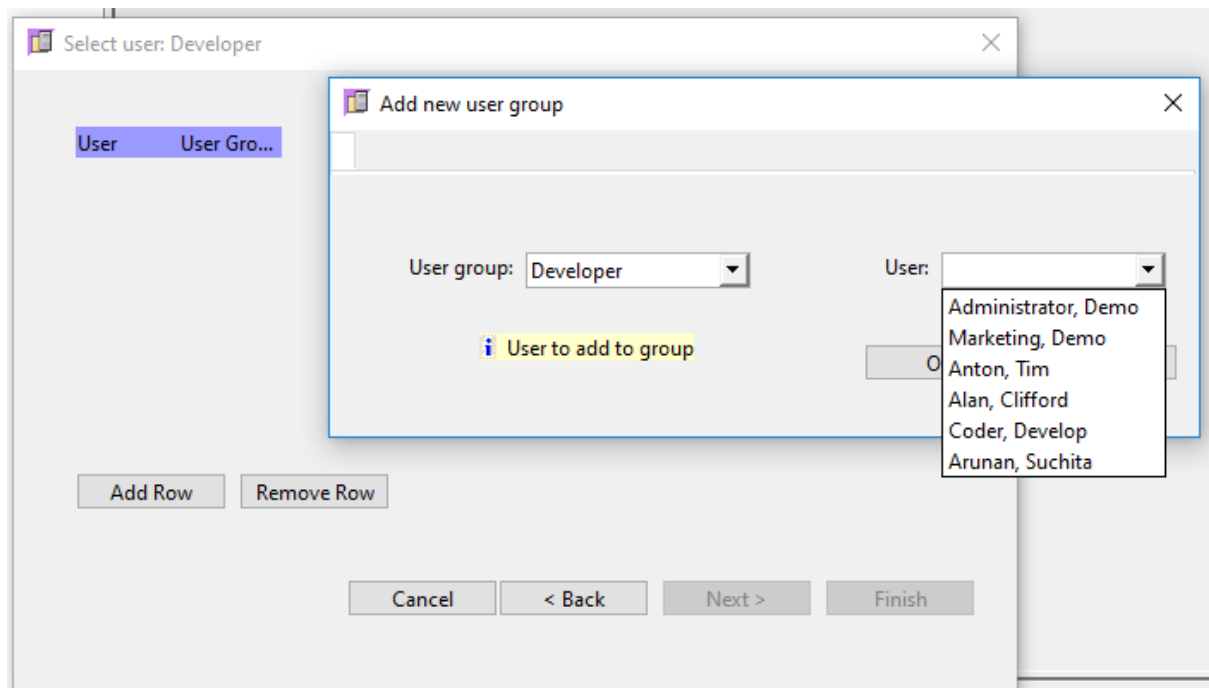 Select user: Developer
Add new user group
User User Gro...
User group: Developer User:
Administrator, Demo
Marketing, Demo
Anton, Tim
Alan, Clifford
Coder, Develop
Arunan, Suchita
i User to add to group
Add Row Remove Row
Cancel < Back Next > Finish